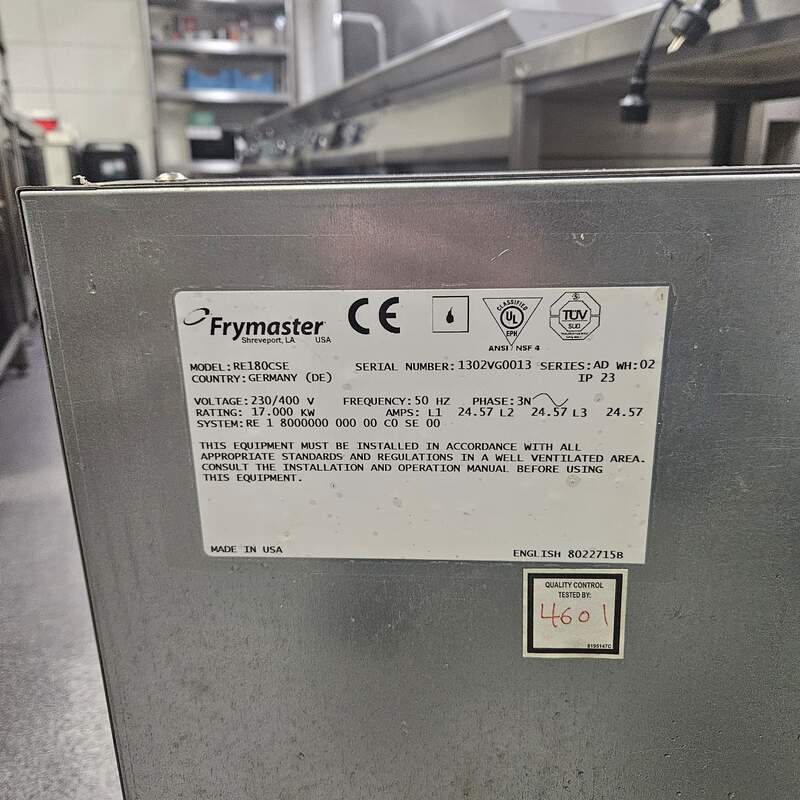 Frymaster
Shreveport, LA USA
CE
CLASSIFIED
UL
EPH
ANSI / NSF 4
TÜV
MODEL:RE180CSE SERIAL NUMBER:1302VG0013 SERIES:AD WH:02
COUNTRY:GERMANY (DE) IP 23
VOLTAGE:230/400 V FREQUENCY:50 HZ PHASE:3N
RATING: 17.000 KW AMPS: L1 24.57 L2 24.57 L3 24.57
SYSTEM:RE 1 8000000 000 00 C0 SE 00
THIS EQUIPMENT MUST BE INSTALLED IN ACCORDANCE WITH ALL
APPROPRIATE STANDARDS AND REGULATIONS IN A WELL VENTILATED AREA.
CONSULT THE INSTALLATION AND OPERATION MANUAL BEFORE USING
THIS EQUIPMENT.
MADE IN USA ENGLISH 8022715B
QUALITY CONTROL
TESTED BY:
4601
8195147C